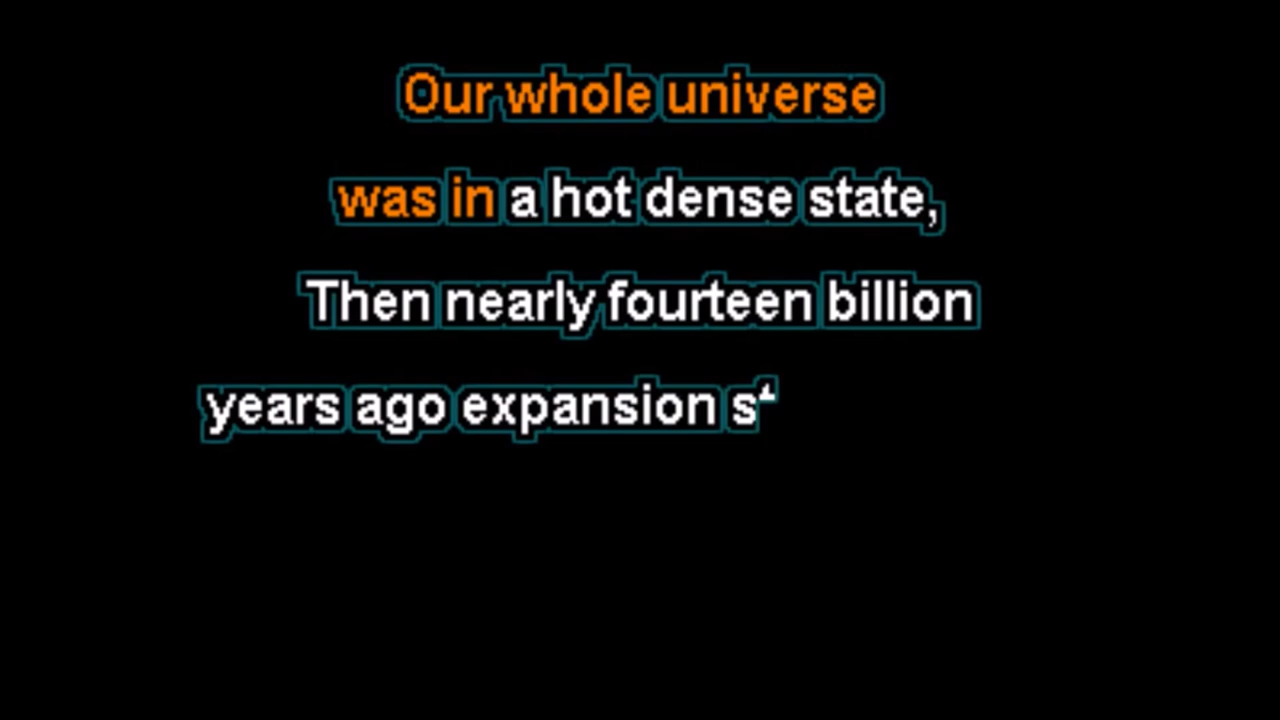 Our whole universe
was in a hot dense state,
Then nearly fourteen billion
years ago expansion s